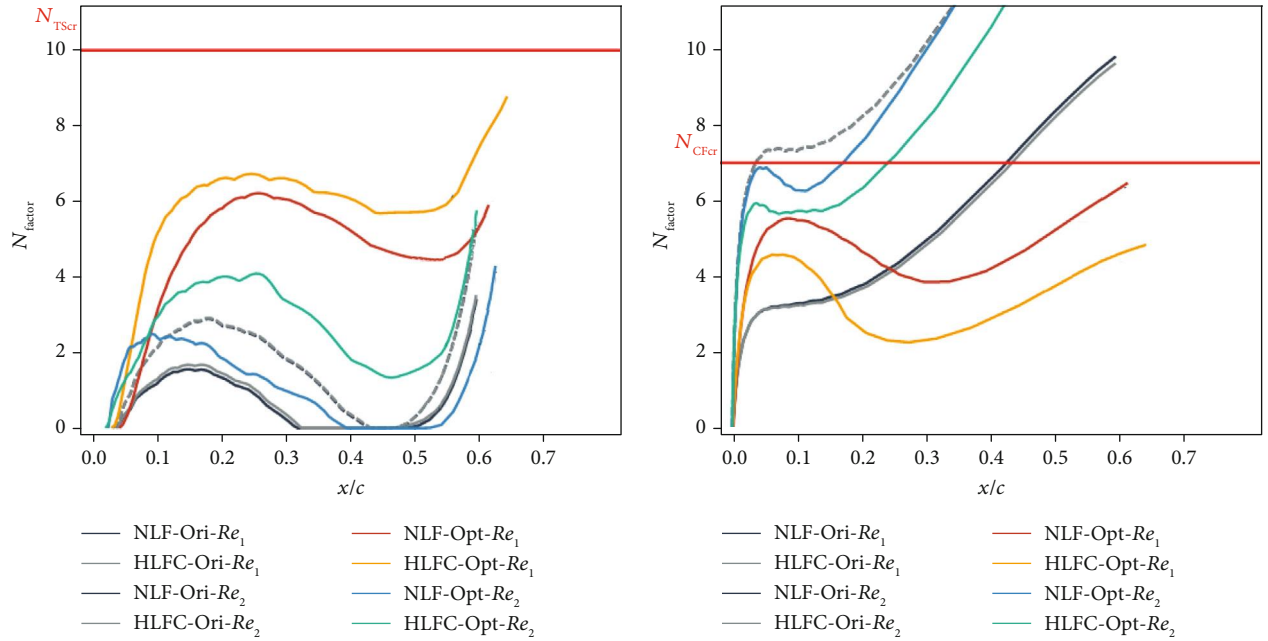 N_TScr
10
8
6
4
2
0
N_factor
0.0 0.1 0.2 0.3 0.4 0.5 0.6 0.7
x/c
NLF-Ori-Re₁
HLFC-Ori-Re₁
NLF-Ori-Re₂
HLFC-Ori-Re₂
NLF-Opt-Re₁
HLFC-Opt-Re₁
NLF-Opt-Re₂
HLFC-Opt-Re₂
10
8
N_CFcr
6
4
2
0
N_factor
0.0 0.1 0.2 0.3 0.4 0.5 0.6 0.7
x/c
NLF-Ori-Re₁
HLFC-Ori-Re₁
NLF-Ori-Re₂
HLFC-Ori-Re₂
NLF-Opt-Re₁
HLFC-Opt-Re₁
NLF-Opt-Re₂
HLFC-Opt-Re₂